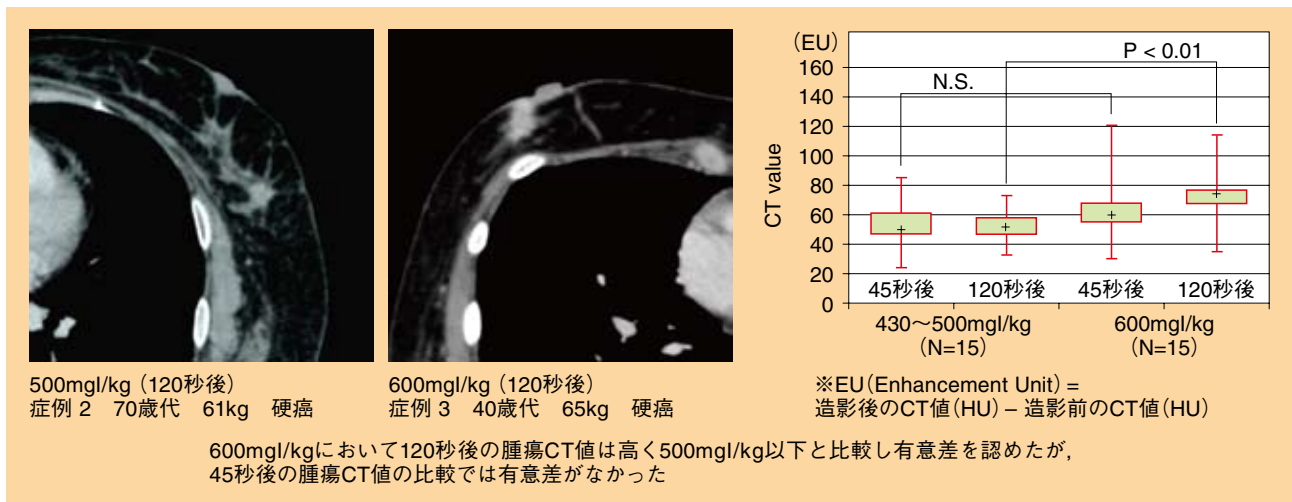 500mgI/kg（120秒後）
症例 2　70歳代　61kg　硬癌
600mgI/kg（120秒後）
症例 3　40歳代　65kg　硬癌
（EU）
160
140
120
100
80
60
40
20
0
CT value
N.S.
P < 0.01
45秒後　120秒後　45秒後　120秒後
430～500mgI/kg　600mgI/kg
（N=15）　（N=15）
※EU（Enhancement Unit）=
造影後のCT値（HU）– 造影前のCT値（HU）
600mgI/kgにおいて120秒後の腫瘍CT値は高く500mgI/kg以下と比較し有意差を認めたが，
45秒後の腫瘍CT値の比較では有意差がなかった